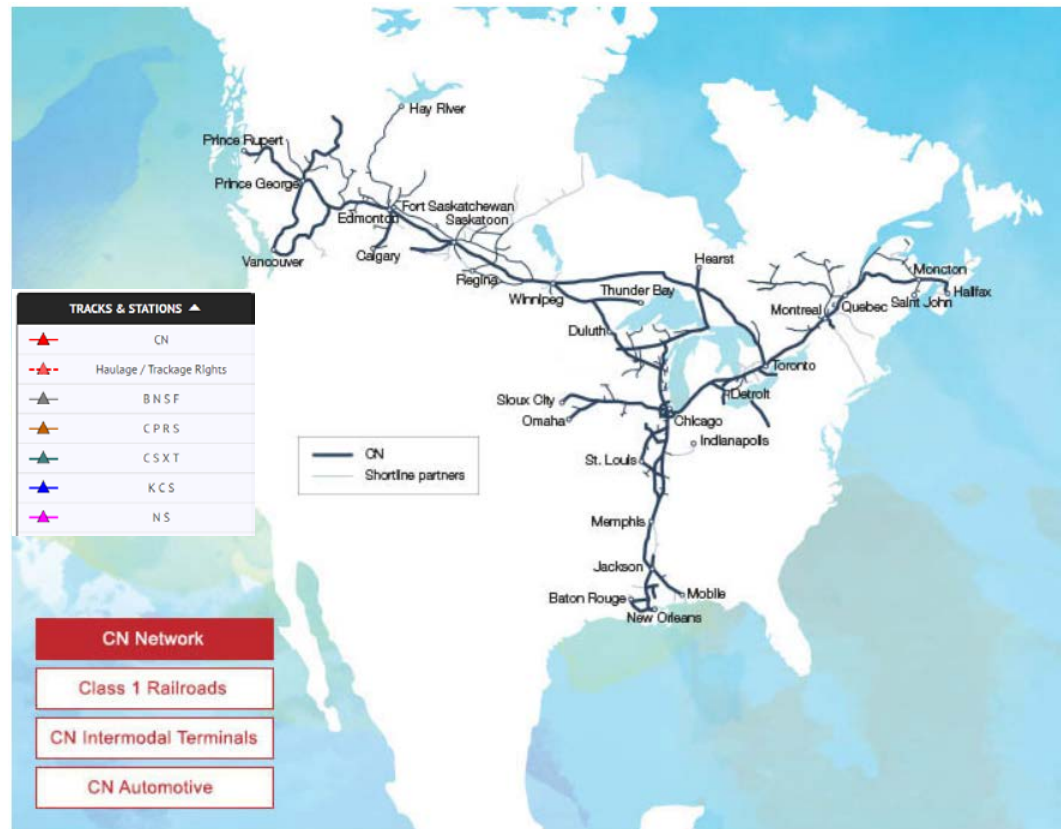 Hay River
Prince Rupert
Prince George
Fort Saskatchewan
Edmonton
Saskatoon
Vancouver
Calgary
Regina
Winnipeg
Hearst
Thunder Bay
Duluth
Moncton
Halifax
Saint John
Quebec
Montreal
Toronto
Detroit
Sioux City
Omaha
Chicago
Indianapolis
St. Louis
Memphis
Jackson
Mobile
Baton Rouge
New Orleans
TRACKS & STATIONS
CN
Haulage / Trackage Rights
BNSF
CPRS
CSXT
KCS
NS
CN
Shortline partners
CN Network
Class 1 Railroads
CN Intermodal Terminals
CN Automotive